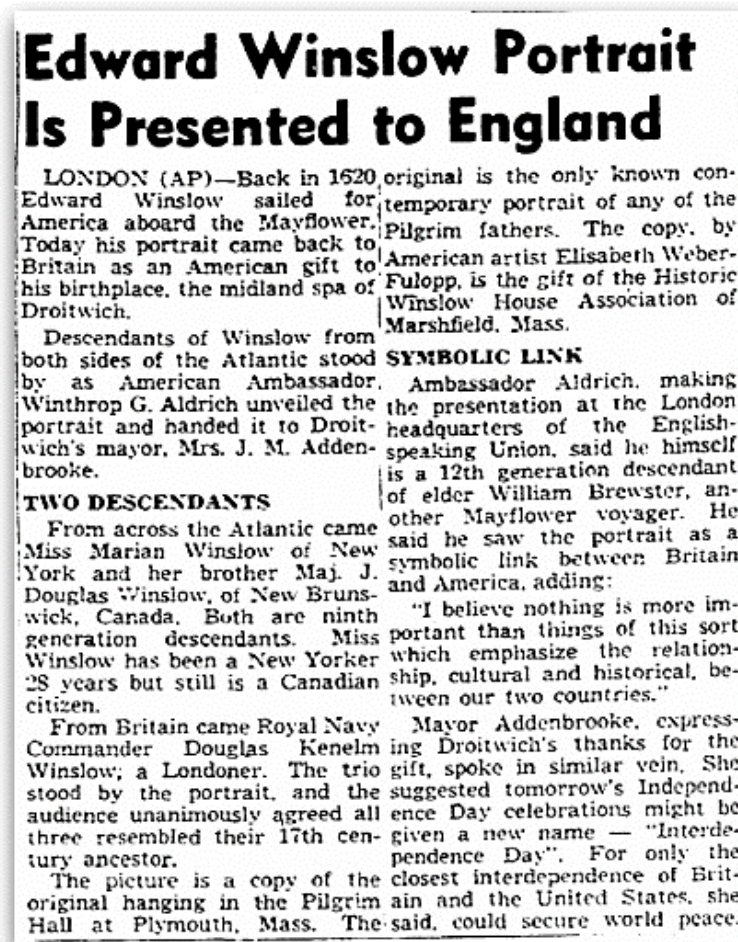 Edward Winslow Portrait
Is Presented to England
LONDON (AP)—Back in 1620
Edward Winslow sailed for
America aboard the Mayflower.
Today his portrait came back to
Britain as an American gift to
his birthplace, the midland spa of
Droitwich.
Descendants of Winslow from
both sides of the Atlantic stood
by as American Ambassador,
Winthrop G. Aldrich unveiled the
portrait and handed it to Droit-
wich's mayor, Mrs. J. M. Adden-
brooke.
TWO DESCENDANTS
From across the Atlantic came
Miss Marian Winslow of New
York and her brother Maj. J.
Douglas Winslow, of New Bruns-
wick, Canada. Both are ninth
generation descendants. Miss
Winslow has been a New Yorker
28 years but still is a Canadian
citizen.
From Britain came Royal Navy
Commander Douglas Kenelm
Winslow; a Londoner. The trio
stood by the portrait, and the
audience unanimously agreed all
three resembled their 17th cen-
tury ancestor.
The picture is a copy of the
original hanging in the Pilgrim
Hall at Plymouth, Mass. The
original is the only known con-
temporary portrait of any of the
Pilgrim fathers. The copy, by
American artist Elisabeth Weber-
Fulopp, is the gift of the Historic
Winslow House Association of
Marshfield, Mass.
SYMBOLIC LINK
Ambassador Aldrich, making
the presentation at the London
headquarters of the English-
speaking Union, said he himself
is a 12th generation descendant
of elder William Brewster, an-
other Mayflower voyager. He
said he saw the portrait as a
symbolic link between Britain
and America, adding:
"I believe nothing is more im-
portant than things of this sort
which emphasize the relation-
ship, cultural and historical, be-
tween our two countries."
Mayor Addenbrooke, express-
ing Droitwich's thanks for the
gift, spoke in similar vein. She
suggested tomorrow's Independ-
ence Day celebrations might be
given a new name — "Interde-
pendence Day". For only the
closest interdependence of Brit-
ain and the United States, she
said, could secure world peace.